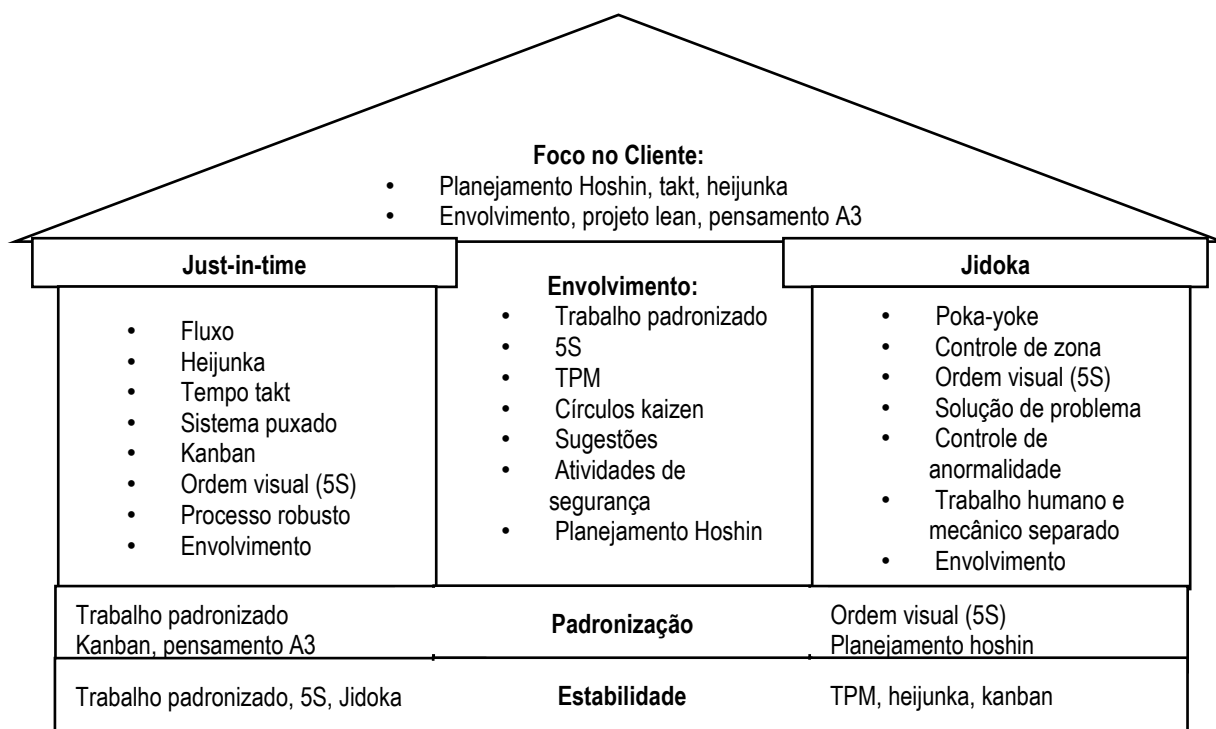 Foco no Cliente:
• Planejamento Hoshin, takt, heijunka
• Envolvimento, projeto lean, pensamento A3
Just-in-time
• Fluxo
• Heijunka
• Tempo takt
• Sistema puxado
• Kanban
• Ordem visual (5S)
• Processo robusto
• Envolvimento
Envolvimento:
• Trabalho padronizado
• 5S
• TPM
• Círculos kaizen
• Sugestões
• Atividades de
segurança
• Planejamento Hoshin
Jidoka
• Poka-yoke
• Controle de zona
• Ordem visual (5S)
• Solução de problema
• Controle de
anormalidade
• Trabalho humano e
mecânico separado
• Envolvimento
Trabalho padronizado
Kanban, pensamento A3
Padronização
Ordem visual (5S)
Planejamento hoshin
Trabalho padronizado, 5S, Jidoka
Estabilidade
TPM, heijunka, kanban